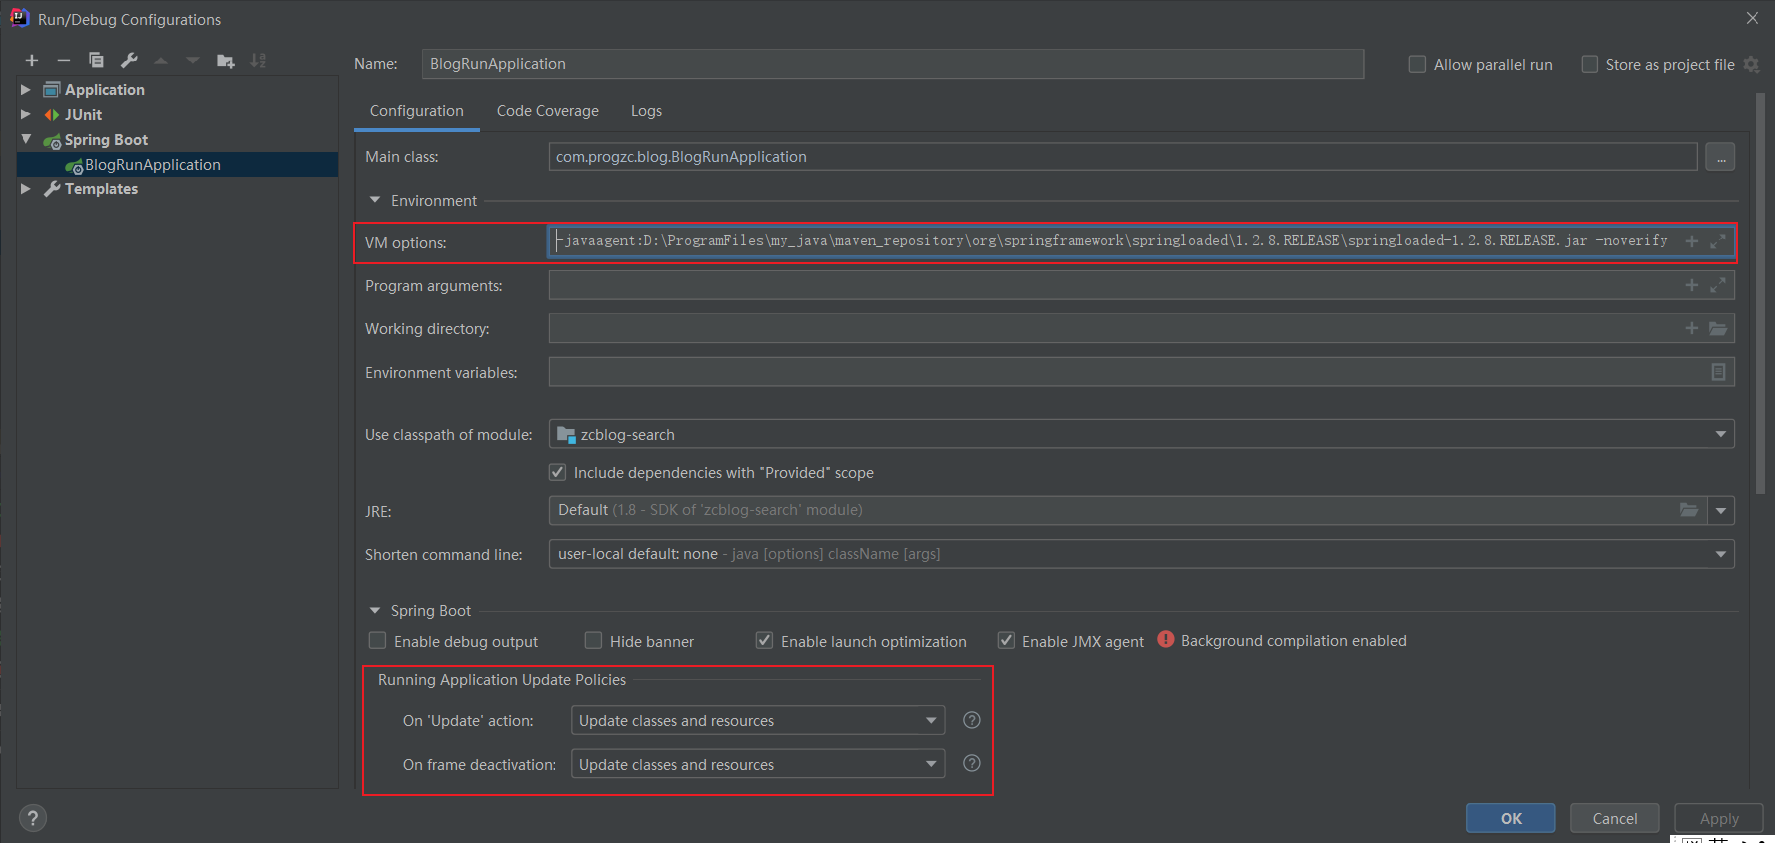 Run/Debug Configurations
Name: BlogRunApplication
Allow parallel run
Store as project file
Application
JUnit
Spring Boot
BlogRunApplication
Templates
Configuration Code Coverage Logs
Main class: com.progzc.blog.BlogRunApplication ...
Environment
VM options: -javaagent:D:\ProgramFiles\my_java\maven_repository\org\springframework\springloaded\1.2.8.RELEASE\springloaded-1.2.8.RELEASE.jar -noverify
Program arguments:
Working directory:
Environment variables:
Use classpath of module: zcblog-search
Include dependencies with "Provided" scope
JRE: Default (1.8 - SDK of 'zcblog-search' module)
Shorten command line: user-local default: none - java [options] className [args]
Spring Boot
Enable debug output Hide banner Enable launch optimization Enable JMX agent Background compilation enabled
Running Application Update Policies
On 'Update' action: Update classes and resources ?
On frame deactivation: Update classes and resources ?
? OK Cancel Apply